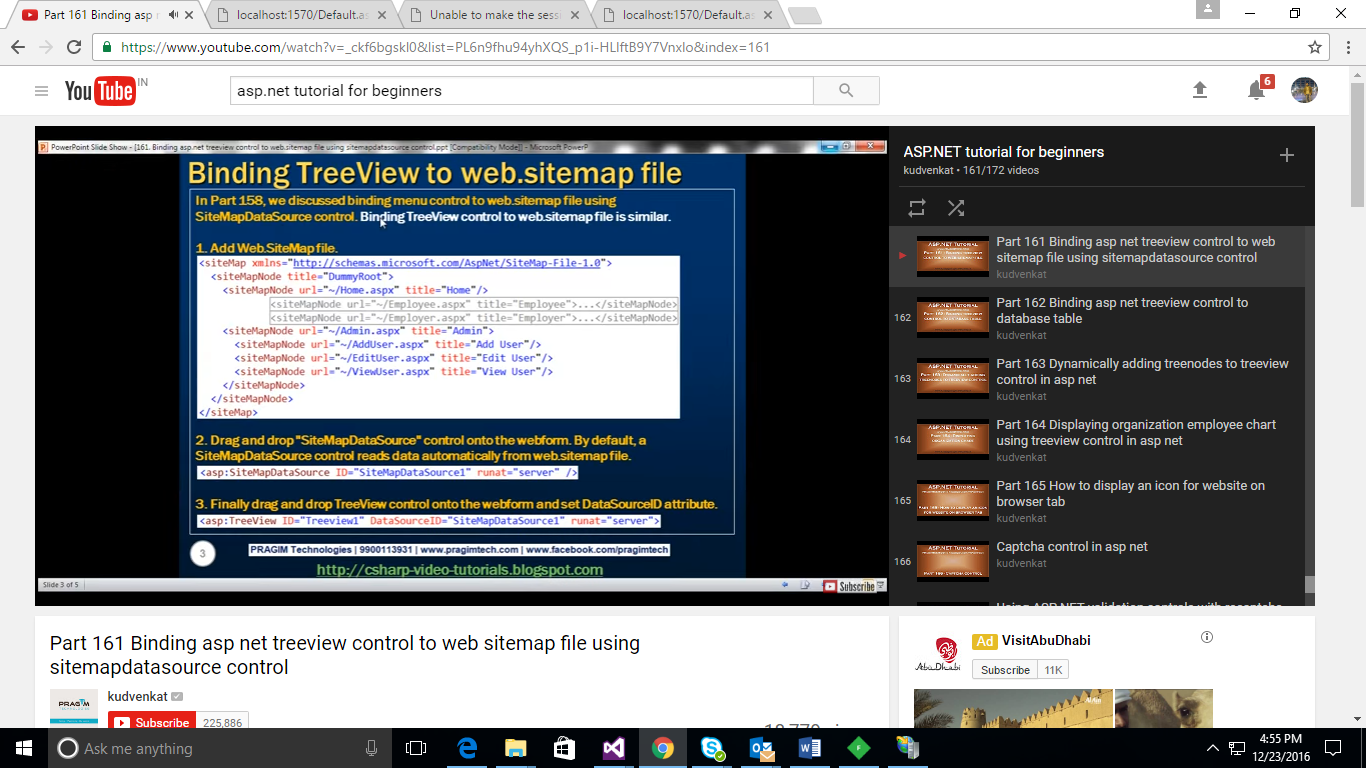 Part 161 Binding asp n
localhost:1570/Default.as
Unable to make the sess
localhost:1570/Default.as
https://www.youtube.com/watch?v=_ckf6bgskI0&list=PL6n9fhu94yhXQS_p1i-HLIftB9Y7Vnxlo&index=161
YouTube IN
asp.net tutorial for beginners
6
PowerPoint Slide Show - [161. Binding asp.net treeview control to web.sitemap file using sitemapdatasource control.ppt [Compatibility Mode]] - Microsoft PowerP
Binding TreeView to web.sitemap file
In Part 158, we discussed binding menu control to web.sitemap file using
SiteMapDataSource control. Binding TreeView control to web.sitemap file is similar.
1. Add Web.SiteMap file.
<siteMap xmlns="http://schemas.microsoft.com/AspNet/SiteMap-File-1.0">
<siteMapNode title="DummyRoot">
<siteMapNode url="~/Home.aspx" title="Home"/>
<siteMapNode url="~/Employee.aspx" title="Employee">...</siteMapNode>
<siteMapNode url="~/Employer.aspx" title="Employer">...</siteMapNode>
<siteMapNode url="~/Admin.aspx" title="Admin">
<siteMapNode url="~/AddUser.aspx" title="Add User"/>
<siteMapNode url="~/EditUser.aspx" title="Edit User"/>
<siteMapNode url="~/ViewUser.aspx" title="View User"/>
</siteMapNode>
</siteMapNode>
</siteMap>
2. Drag and drop "SiteMapDataSource" control onto the webform. By default, a
SiteMapDataSource control reads data automatically from web.sitemap file.
<asp:SiteMapDataSource ID="SiteMapDataSource1" runat="server" />
3. Finally drag and drop TreeView control onto the webform and set DataSourceID attribute.
<asp:TreeView ID="Treeview1" DataSourceID="SiteMapDataSource1" runat="server">
3
PRAGIM Technologies | 9900113931 | www.pragimtech.com | www.facebook.com/pragimtech
http://csharp-video-tutorials.blogspot.com
Slide 3 of 5
Subscribe
ASP.NET tutorial for beginners
kudvenkat • 161/172 videos
Part 161 Binding asp net treeview control to web
sitemap file using sitemapdatasource control
kudvenkat
162
Part 162 Binding asp net treeview control to
database table
kudvenkat
163
Part 163 Dynamically adding treenodes to treeview
control in asp net
kudvenkat
164
Part 164 Displaying organization employee chart
using treeview control in asp net
kudvenkat
165
Part 165 How to display an icon for website on
browser tab
kudvenkat
166
Captcha control in asp net
kudvenkat
Using ASP NET validation controls with recaptcha
Part 161 Binding asp net treeview control to web sitemap file using
sitemapdatasource control
PRAGIM
kudvenkat
Subscribe 225,886
Ad VisitAbuDhabi
Subscribe 11K
Ask me anything
4:55 PM
12/23/2016